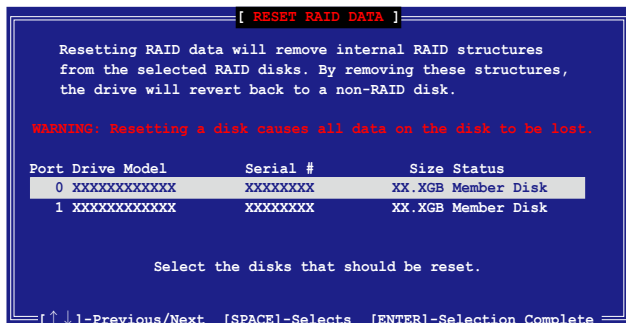 [ RESET RAID DATA ]
Resetting RAID data will remove internal RAID structures
from the selected RAID disks. By removing these structures,
the drive will revert back to a non-RAID disk.
WARNING: Resetting a disk causes all data on the disk to be lost.
Port Drive Model Serial # Size Status
0 XXXXXXXXXXXX XXXXXXXX XX.XGB Member Disk
1 XXXXXXXXXXXX XXXXXXXX XX.XGB Member Disk
Select the disks that should be reset.
[↑↓]-Previous/Next [SPACE]-Selects [ENTER]-Selection Complete